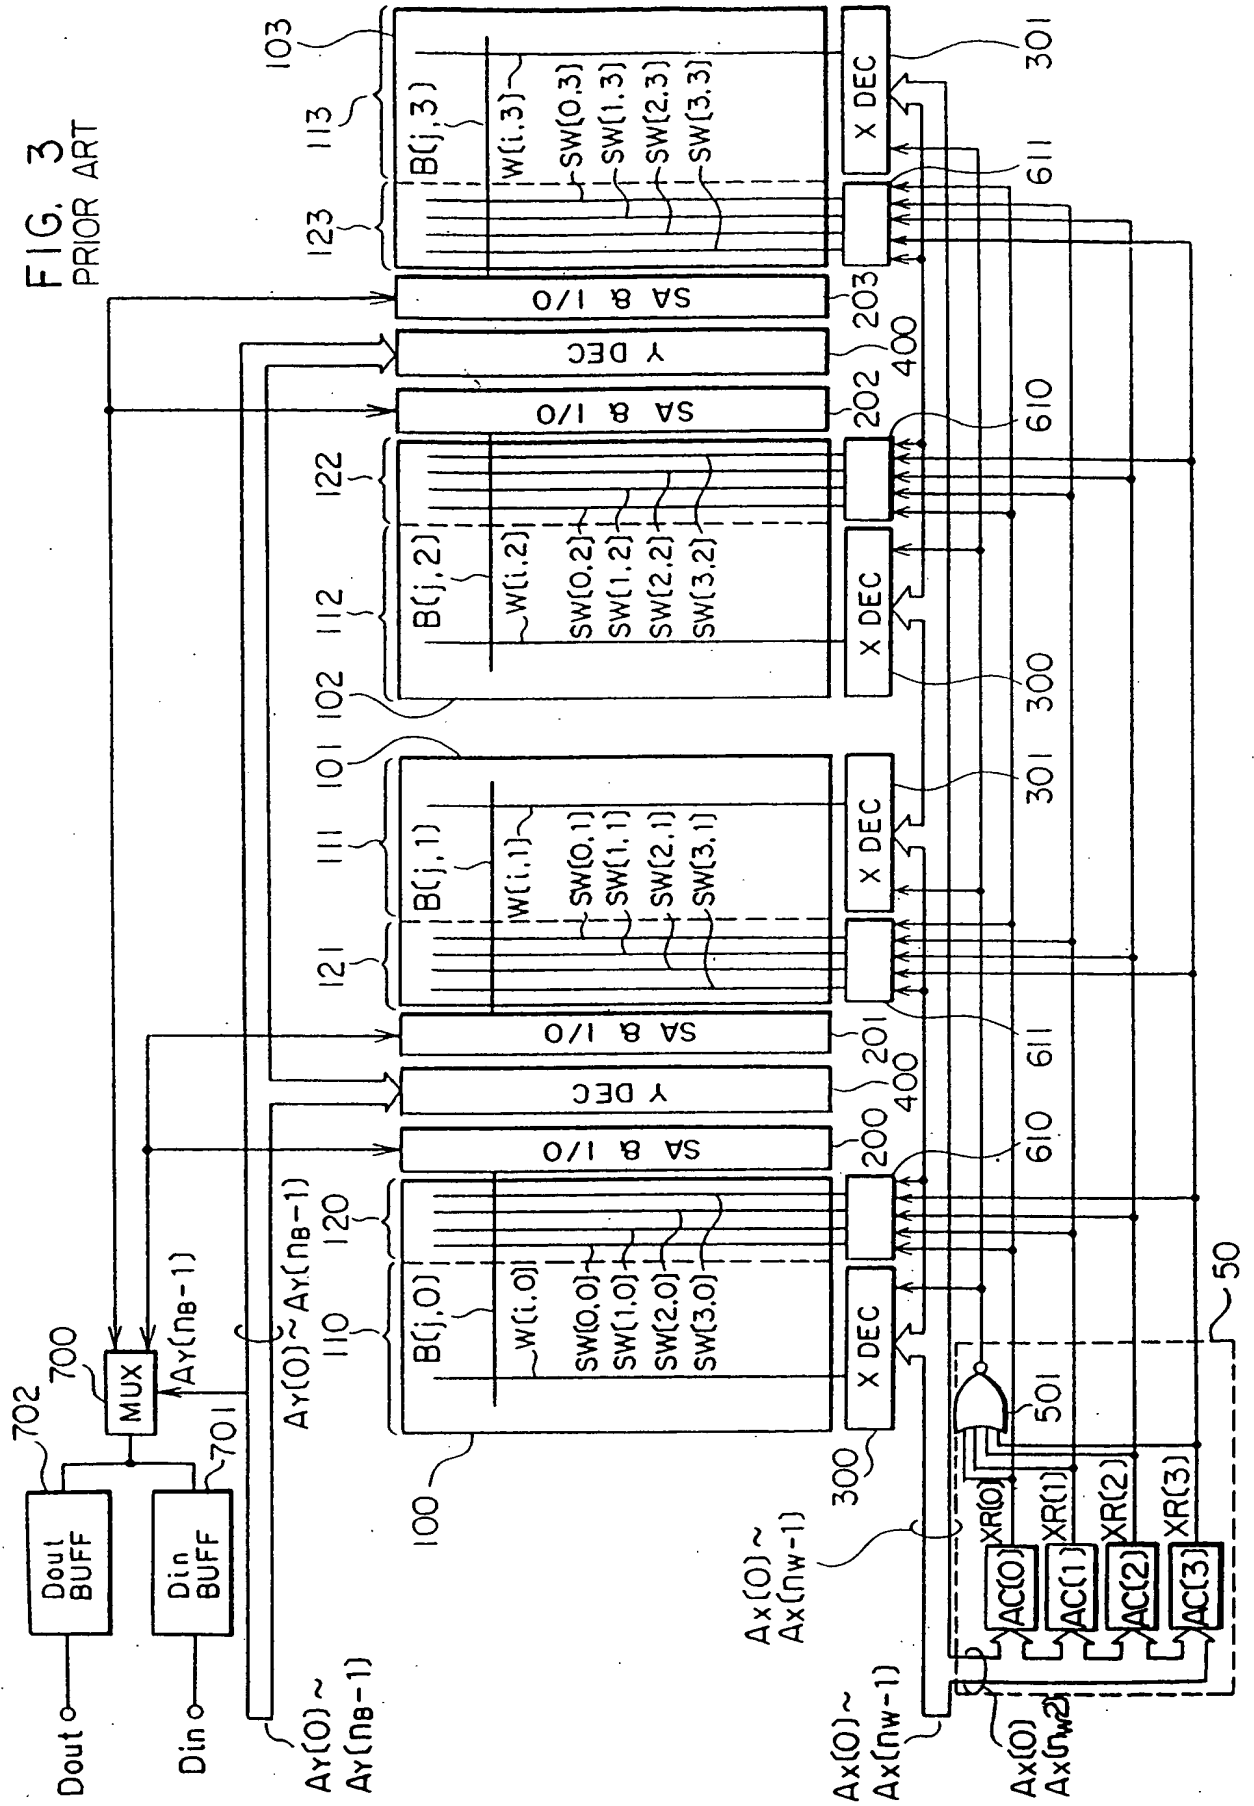 FIG. 3
PRIOR ART
Dout
Dout
BUFF
702
Din
Din
BUFF
701
MUX
700
AY(nB-1)
AY(0)~
AY(nB-1)
AY(0)~AY(nB-1)
110
120
121
111
101
102
112
122
123
113
103
100
B(j,0)
W(i,0)
SW(0,0)
SW(1,0)
SW(2,0)
SW(3,0)
SA & I/O
200
Y DEC
400
SA & I/O
201
B(j,1)
W(i,1)
SW(0,1)
SW(1,1)
SW(2,1)
SW(3,1)
B(j,2)
W(i,2)
SW(0,2)
SW(1,2)
SW(2,2)
SW(3,2)
SA & I/O
202
Y DEC
400
SA & I/O
203
B(j,3)
W(i,3)
SW(0,3)
SW(1,3)
SW(2,3)
SW(3,3)
X DEC
300
610
611
X DEC
301
X DEC
300
610
611
X DEC
301
AX(0)~
AX(nW-1)
AX(0)~
AX(nW-1)
AX(0)
AX(nW2)
AC(0)
XR(0)
AC(1)
XR(1)
AC(2)
XR(2)
AC(3)
XR(3)
501
50